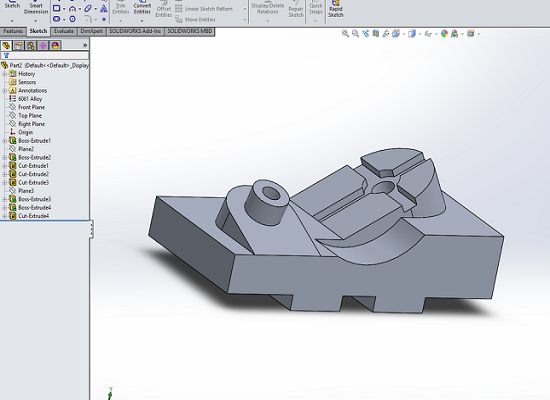 Sketch
Smart
Dimension
Trim
Entities
Convert
Entities
Offset
Entities
Linear Sketch Pattern
Move Entities
Display/Delete
Relations
Repair
Sketch
Quick
Snaps
Rapid
Sketch
Features Sketch Evaluate DimXpert SOLIDWORKS Add-Ins SOLIDWORKS MBD
Part2 (Default<<Default>_Display
History
Sensors
Annotations
6061 Alloy
Front Plane
Top Plane
Right Plane
Origin
Boss-Extrude1
Plane2
Boss-Extrude2
Cut-Extrude1
Cut-Extrude2
Cut-Extrude3
Plane3
Boss-Extrude3
Boss-Extrude4
Cut-Extrude4